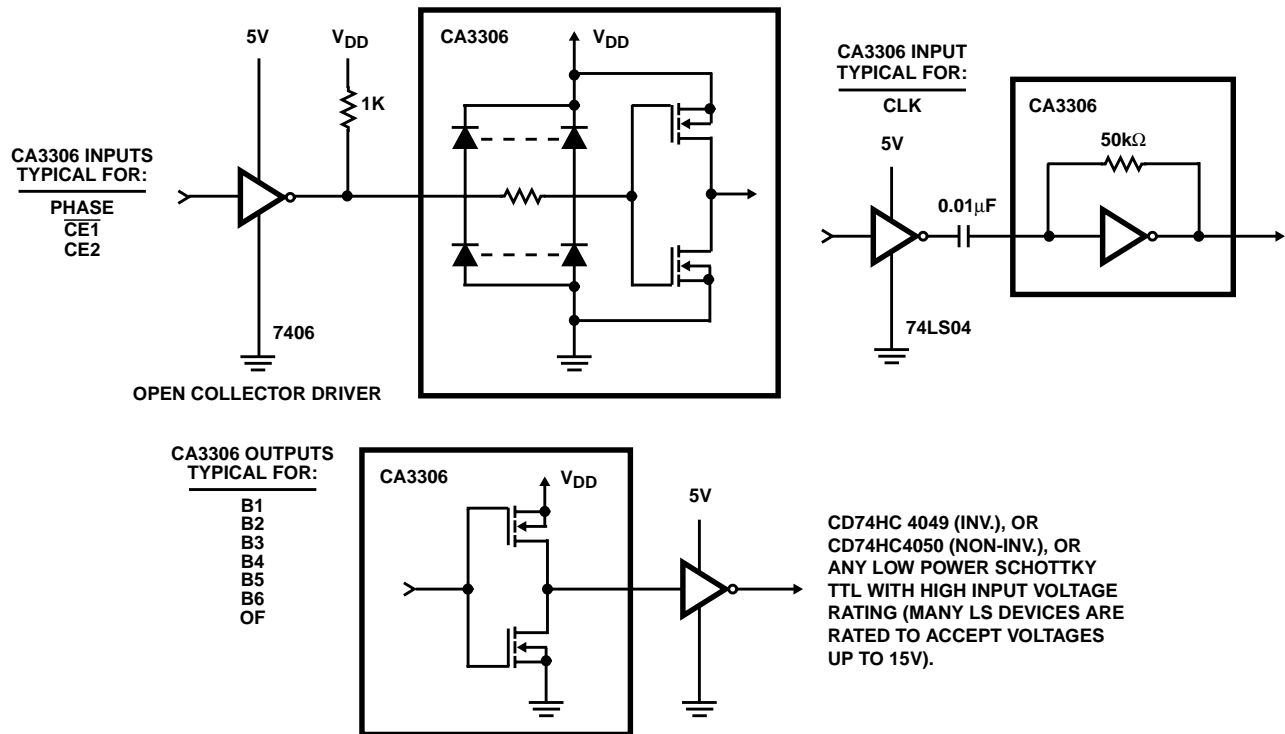 CA3306 INPUTS
TYPICAL FOR:
PHASE
CE1
CE2
5V
VDD
1K
7406
OPEN COLLECTOR DRIVER
CA3306
VDD
CA3306 INPUT
TYPICAL FOR:
CLK
5V
0.01μF
74LS04
CA3306
50kΩ
CA3306 OUTPUTS
TYPICAL FOR:
B1
B2
B3
B4
B5
B6
OF
CA3306
VDD
5V
CD74HC 4049 (INV.), OR
CD74HC4050 (NON-INV.), OR
ANY LOW POWER SCHOTTKY
TTL WITH HIGH INPUT VOLTAGE
RATING (MANY LS DEVICES ARE
RATED TO ACCEPT VOLTAGES
UP TO 15V).